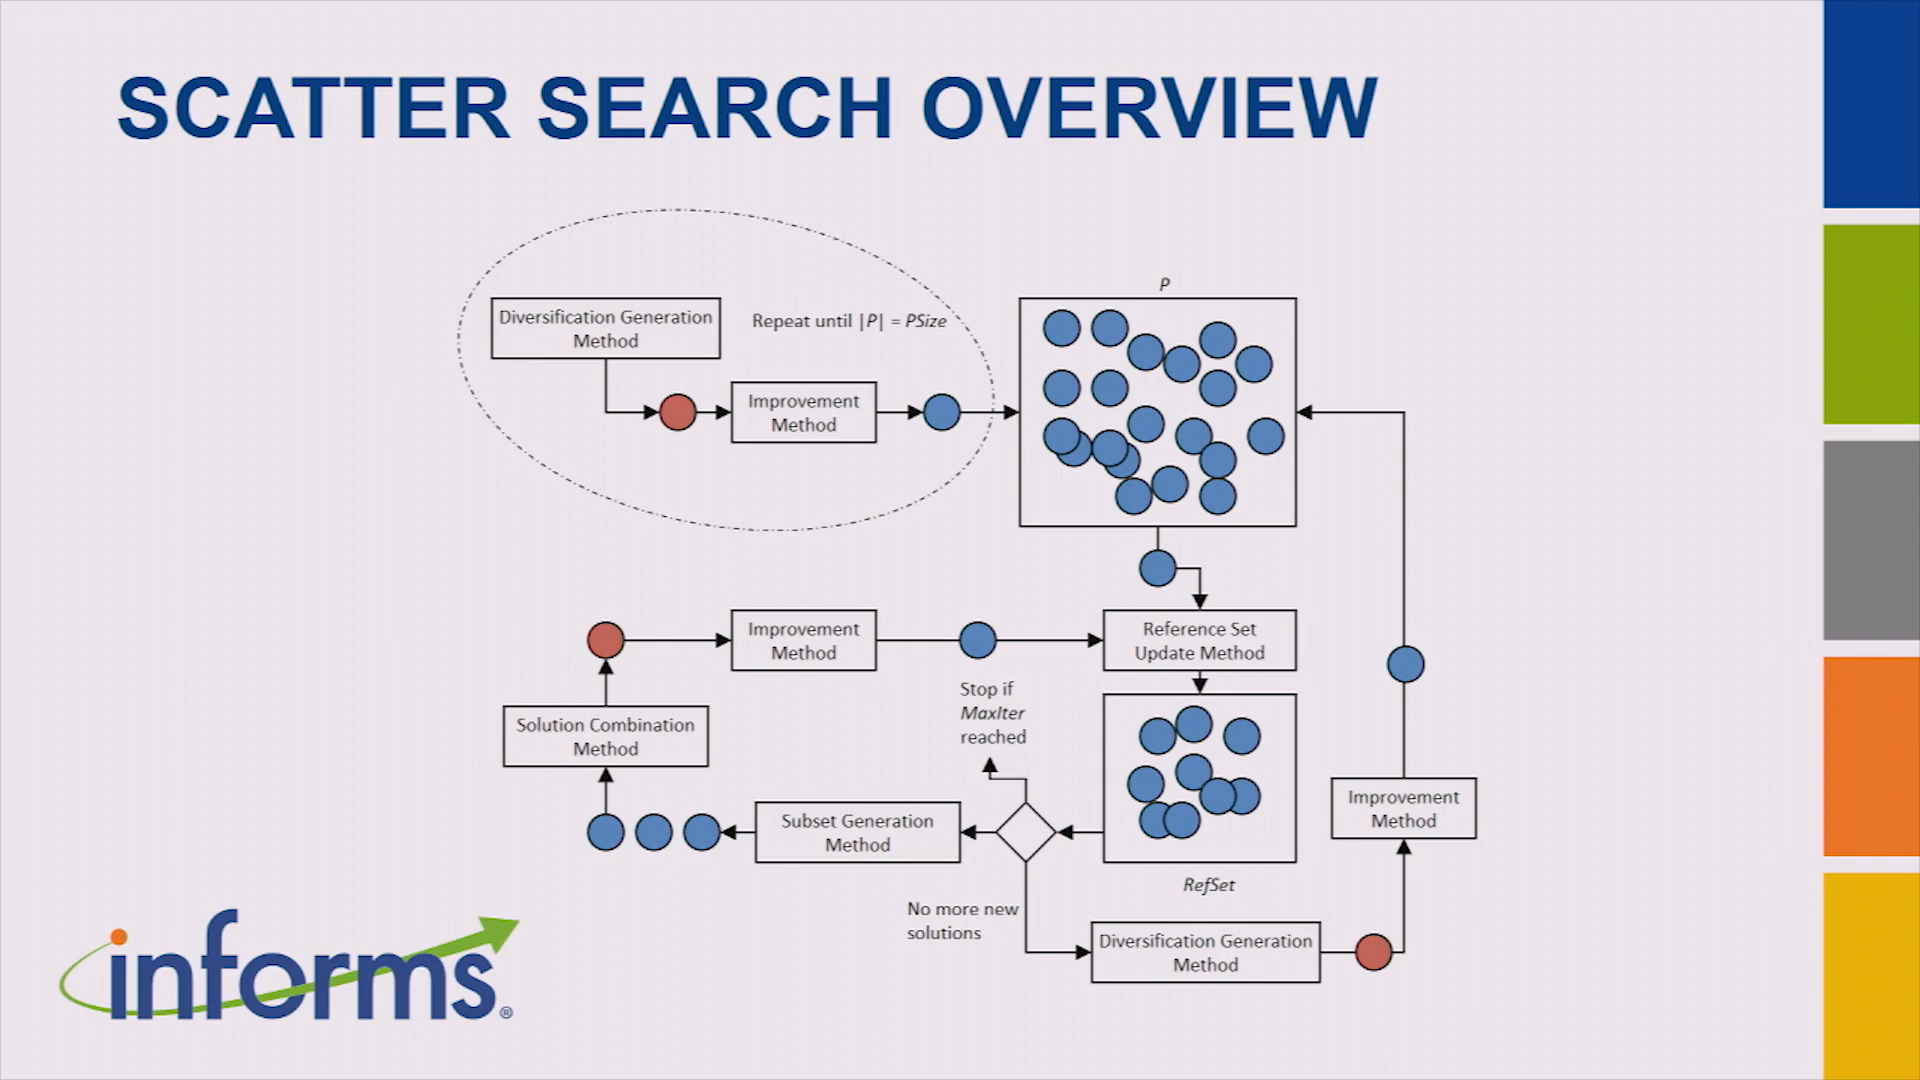 SCATTER SEARCH OVERVIEW
P
Diversification Generation
Method
Repeat until |P| = PSize
Improvement
Method
Improvement
Method
Reference Set
Update Method
Stop if
MaxIter
reached
Solution Combination
Method
Subset Generation
Method
Improvement
Method
RefSet
No more new
solutions
Diversification Generation
Method
informs®